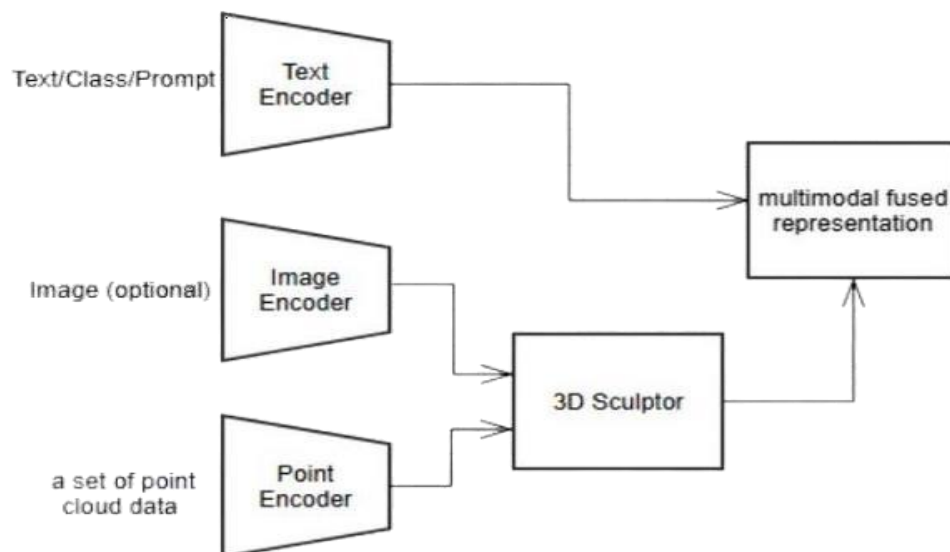 Text/Class/Prompt
Text
Encoder
multimodal fused
representation
Image (optional)
Image
Encoder
3D Sculptor
a set of point
cloud data
Point
Encoder